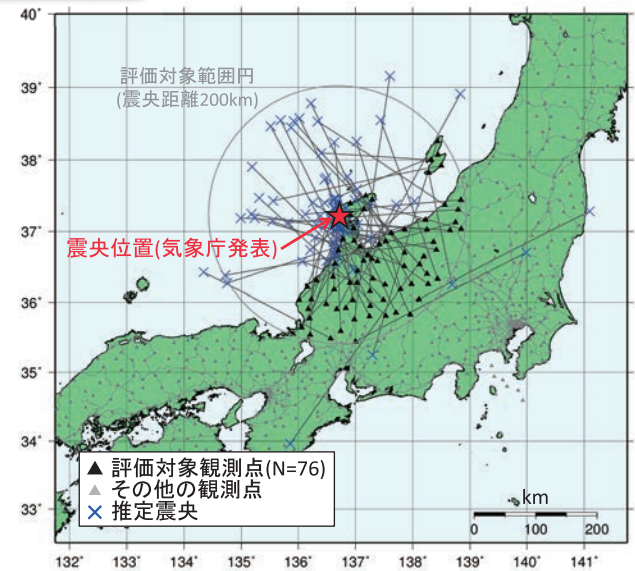 40˚
39˚
38˚
37˚
36˚
35˚
34˚
33˚
評価対象範囲円
(震央距離200km)
震央位置(気象庁発表)
▲ 評価対象観測点(N=76)
▲ その他の観測点
× 推定震央
km
0 100 200
132˚ 133˚ 134˚ 135˚ 136˚ 137˚ 138˚ 139˚ 140˚ 141˚